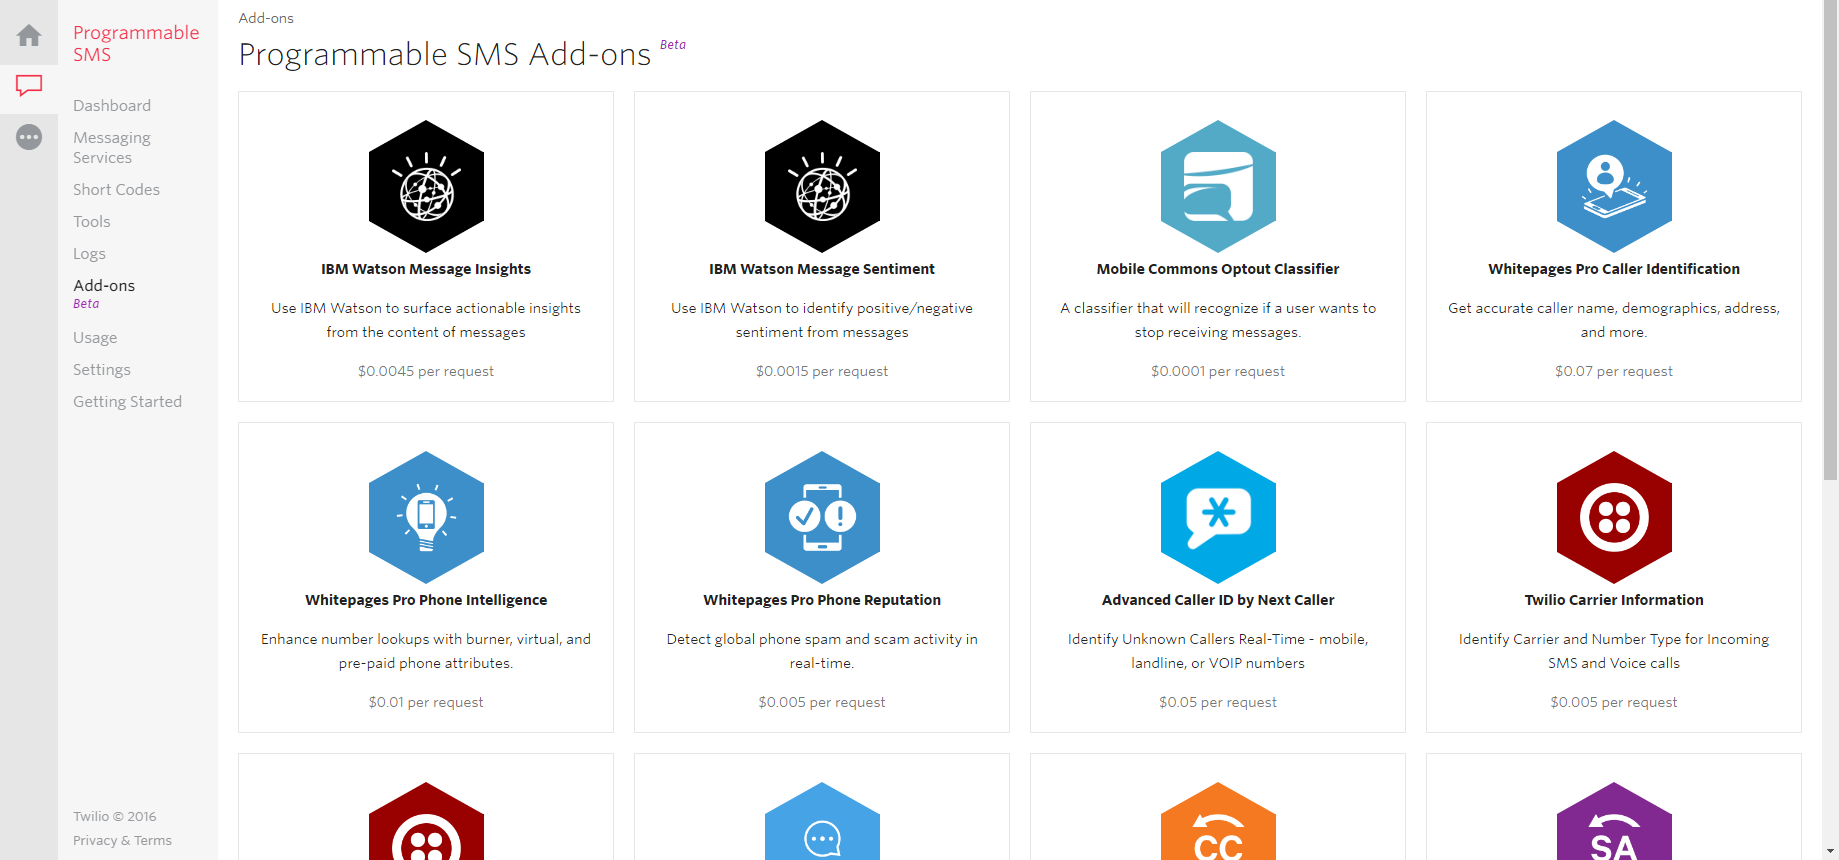 Programmable
SMS
Dashboard
Messaging
Services
Short Codes
Tools
Logs
Add-ons
Beta
Usage
Settings
Getting Started
Twilio © 2016
Privacy & Terms
Add-ons
Programmable SMS Add-ons Beta
IBM Watson Message Insights
Use IBM Watson to surface actionable insights
from the content of messages
$0.0045 per request
IBM Watson Message Sentiment
Use IBM Watson to identify positive/negative
sentiment from messages
$0.0015 per request
Mobile Commons Optout Classifier
A classifier that will recognize if a user wants to
stop receiving messages.
$0.0001 per request
Whitepages Pro Caller Identification
Get accurate caller name, demographics, address,
and more.
$0.07 per request
Whitepages Pro Phone Intelligence
Enhance number lookups with burner, virtual, and
pre-paid phone attributes.
$0.01 per request
Whitepages Pro Phone Reputation
Detect global phone spam and scam activity in
real-time.
$0.005 per request
Advanced Caller ID by Next Caller
Identify Unknown Callers Real-Time - mobile,
landline, or VOIP numbers
$0.05 per request
Twilio Carrier Information
Identify Carrier and Number Type for Incoming
SMS and Voice calls
$0.005 per request
CC
SA